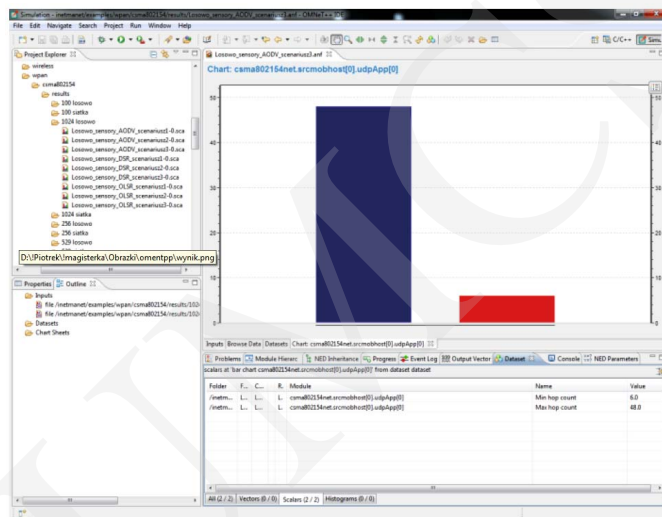 Simulation - inetmanet/examples/wpan/csma802154/results/Losowo_sensory_AODV_scenariusz3.anf - OMNeT++ IDE
File Edit Navigate Search Project Run Window Help
C/C++ Simu
Project Explorer
Losowo_sensory_AODV_scenariusz3.anf
wireless
wpan
csma802154
results
100 losowo
100 siatka
1024 losowo
Losowo_sensory_AODV_scenariusz1-0.sca
Losowo_sensory_AODV_scenariusz2-0.sca
Losowo_sensory_AODV_scenariusz3-0.sca
Losowo_sensory_DSR_scenariusz1-0.sca
Losowo_sensory_DSR_scenariusz2-0.sca
Losowo_sensory_DSR_scenariusz3-0.sca
Losowo_sensory_OLSR_scenariusz1-0.sca
Losowo_sensory_OLSR_scenariusz2-0.sca
Losowo_sensory_OLSR_scenariusz3-0.sca
1024 siatka
256 losowo
256 siatka
529 losowo
D:\!Piotrek\!magisterka\Obrazki\omentpp\wynik.png
Properties Outline
Inputs
file /inetmanet/examples/wpan/csma802154/results/102
file /inetmanet/examples/wpan/csma802154/results/102
Datasets
Chart Sheets
Chart: csma802154net.srcmobhost[0].udpApp[0]
50 50
40 40
30 30
20 20
10 10
0 0
Inputs Browse Data Datasets Chart: csma802154net.srcmobhost[0].udpApp[0]
Problems Module Hierarc NED Inheritance Progress Event Log Output Vector Dataset Console NED Parameters
scalars at 'bar chart csma802154net.srcmobhost[0].udpApp[0]' from dataset dataset
Folder F... C... R. Module Name Value
/inetm... L... L... L. csma802154net.srcmobhost[0].udpApp[0] Min hop count 6.0
/inetm... L... L... L. csma802154net.srcmobhost[0].udpApp[0] Max hop count 48.0
All (2 / 2) Vectors (0 / 0) Scalars (2 / 2) Histograms (0 / 0)